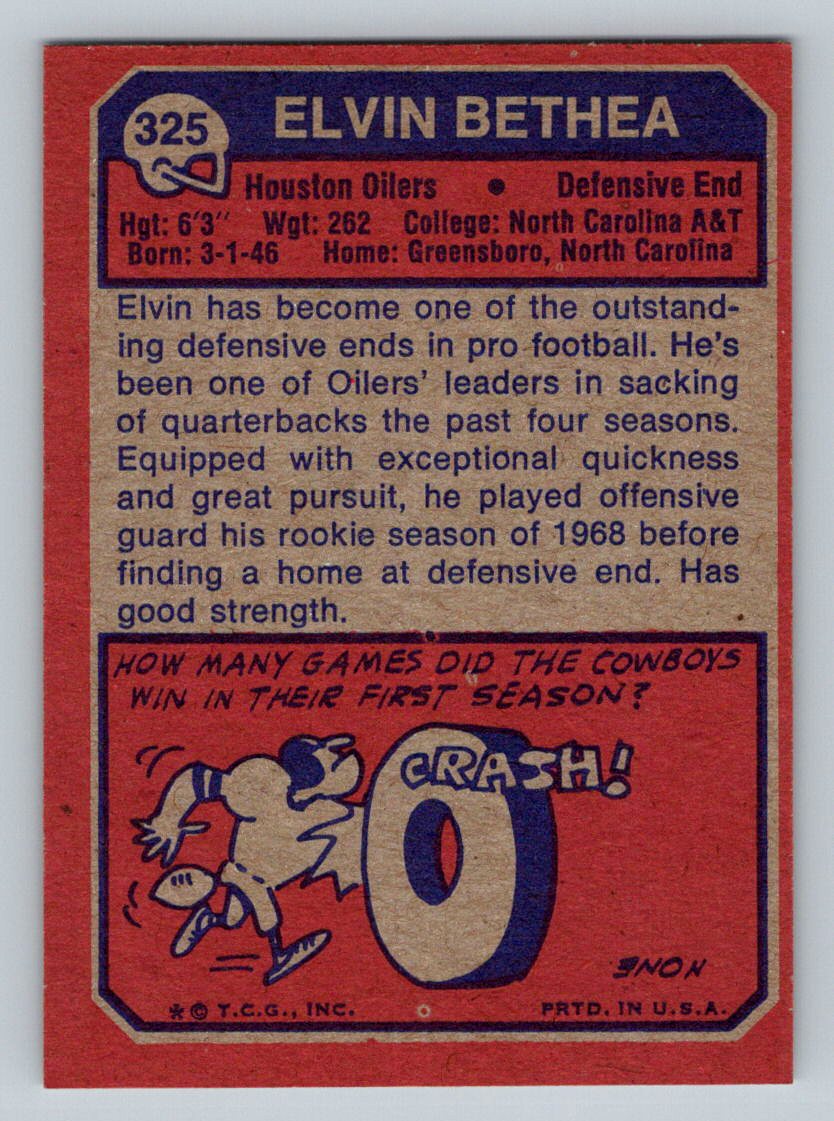 325
ELVIN BETHEA
Houston Oilers • Defensive End
Hgt: 6'3" Wgt: 262 College: North Carolina A&T
Born: 3-1-46 Home: Greensboro, North Carolina
Elvin has become one of the outstand-
ing defensive ends in pro football. He's
been one of Oilers' leaders in sacking
of quarterbacks the past four seasons.
Equipped with exceptional quickness
and great pursuit, he played offensive
guard his rookie season of 1968 before
finding a home at defensive end. Has
good strength.
HOW MANY GAMES DID THE COWBOYS
WIN IN THEIR FIRST SEASON?
CRASH!
0
NONE
* © T.C.G., INC. PRTD. IN U.S.A.